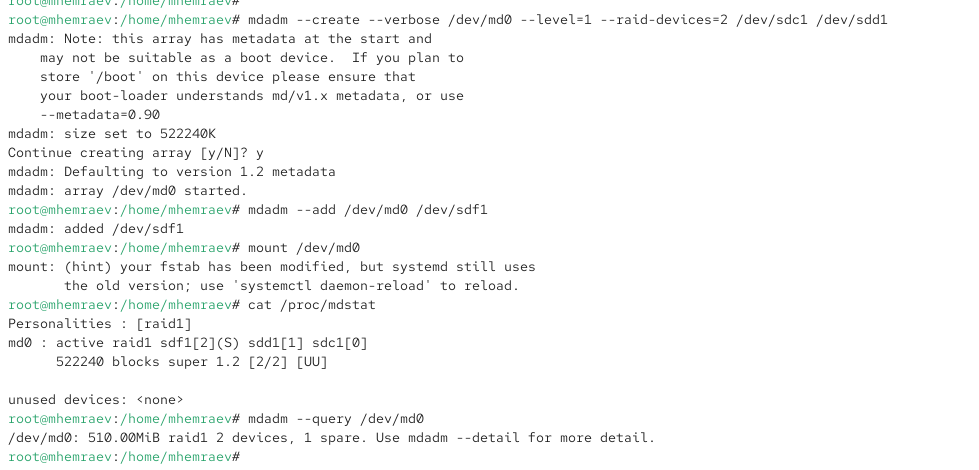 root@mhemraev:/home/mhemraev#
root@mhemraev:/home/mhemraev# mdadm --create --verbose /dev/md0 --level=1 --raid-devices=2 /dev/sdc1 /dev/sdd1
mdadm: Note: this array has metadata at the start and
    may not be suitable as a boot device.  If you plan to
    store '/boot' on this device please ensure that
    your boot-loader understands md/v1.x metadata, or use
    --metadata=0.90
mdadm: size set to 522240K
Continue creating array [y/N]? y
mdadm: Defaulting to version 1.2 metadata
mdadm: array /dev/md0 started.
root@mhemraev:/home/mhemraev# mdadm --add /dev/md0 /dev/sdf1
mdadm: added /dev/sdf1
root@mhemraev:/home/mhemraev# mount /dev/md0
mount: (hint) your fstab has been modified, but systemd still uses
       the old version; use 'systemctl daemon-reload' to reload.
root@mhemraev:/home/mhemraev# cat /proc/mdstat
Personalities : [raid1]
md0 : active raid1 sdf1[2](S) sdd1[1] sdc1[0]
      522240 blocks super 1.2 [2/2] [UU]

unused devices: <none>
root@mhemraev:/home/mhemraev# mdadm --query /dev/md0
/dev/md0: 510.00MiB raid1 2 devices, 1 spare. Use mdadm --detail for more detail.
root@mhemraev:/home/mhemraev#